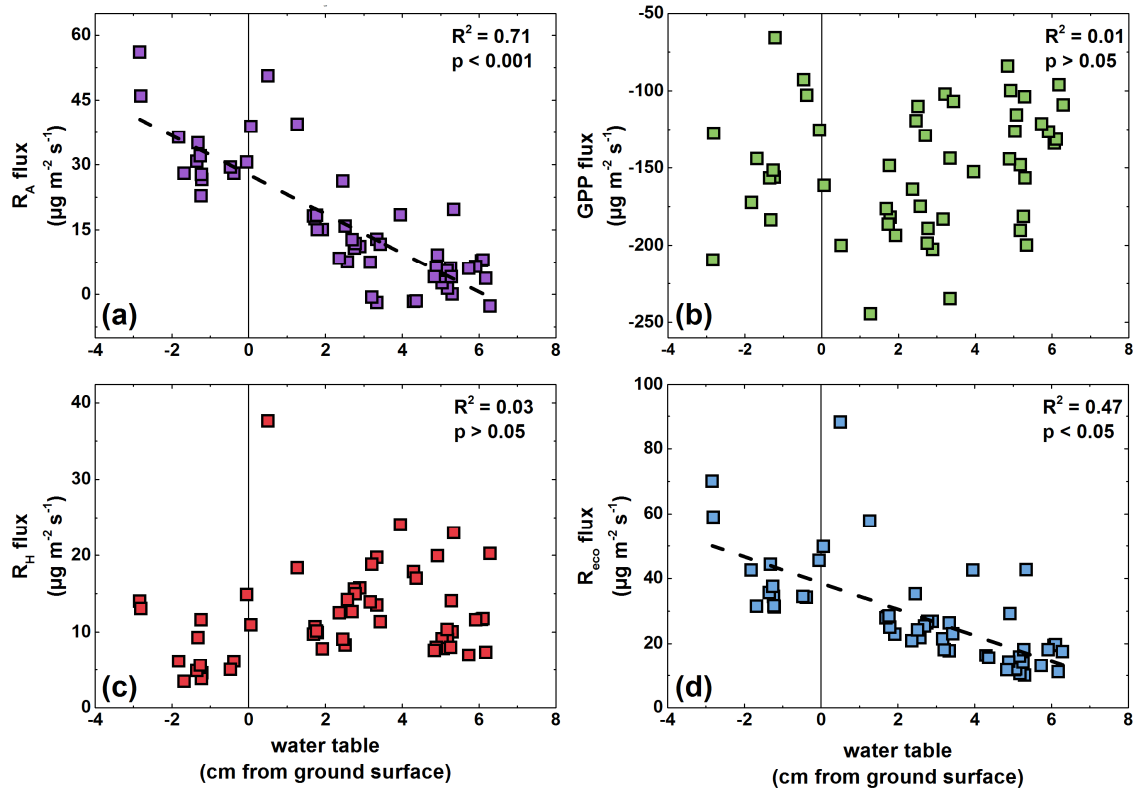 60
45
30
15
0
R_A flux
(µg m⁻² s⁻¹)
R² = 0.71
p < 0.001
(a)
-4 -2 0 2 4 6 8
-50
-100
-150
-200
-250
GPP flux
(µg m⁻² s⁻¹)
R² = 0.01
p > 0.05
(b)
-4 -2 0 2 4 6 8
40
30
20
10
0
R_H flux
(µg m⁻² s⁻¹)
R² = 0.03
p > 0.05
(c)
-4 -2 0 2 4 6 8
water table
(cm from ground surface)
100
80
60
40
20
0
R_eco flux
(µg m⁻² s⁻¹)
R² = 0.47
p < 0.05
(d)
-4 -2 0 2 4 6 8
water table
(cm from ground surface)